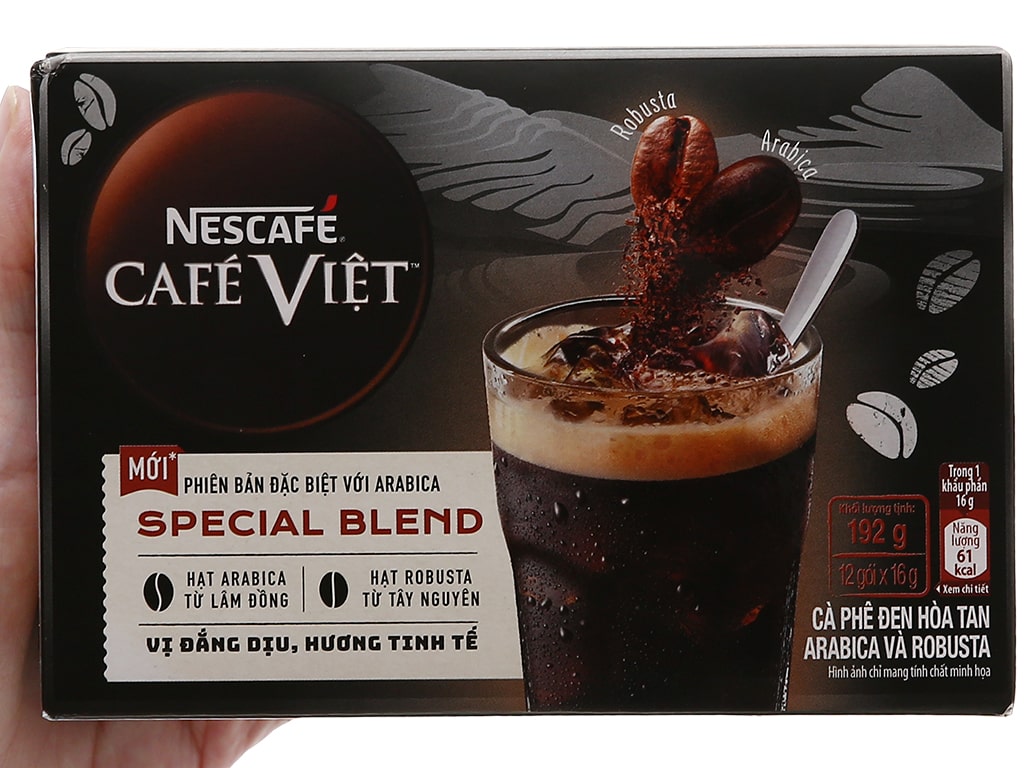 Robusta
Arabica
NESCAFÉ®
CAFÉ VIỆT™
MỚI*
PHIÊN BẢN ĐẶC BIỆT VỚI ARABICA
SPECIAL BLEND
HẠT ARABICA
TỪ LÂM ĐỒNG
HẠT ROBUSTA
TỪ TÂY NGUYÊN
VỊ ĐẮNG DỊU, HƯƠNG TINH TẾ
Trong 1
khẩu phần
16 g
Năng
lượng
61
kcal
Xem chi tiết
Khối lượng tịnh:
192 g
12 gói x 16 g
CÀ PHÊ ĐEN HÒA TAN
ARABICA VÀ ROBUSTA
Hình ảnh chỉ mang tính chất minh họa